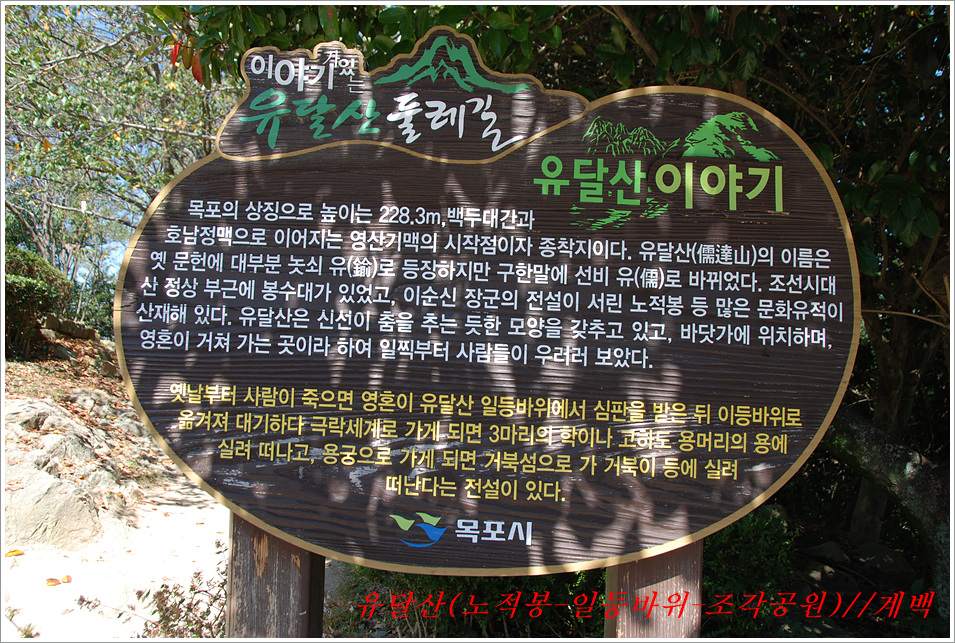 이야기가 있는
유달산 둘레길
유달산 이야기
목포의 상징으로 높이는 228.3m,백두대간과
호남정맥으로 이어지는 영산기맥의 시작점이자 종착지이다. 유달산(儒達山)의 이름은
옛 문헌에 대부분 놋쇠 유(鍮)로 등장하지만 구한말에 선비 유(儒)로 바뀌었다. 조선시대
산 정상 부근에 봉수대가 있었고, 이순신 장군의 전설이 서린 노적봉 등 많은 문화유적이
산재해 있다. 유달산은 신선이 춤을 추는 듯한 모양을 갖추고 있고, 바닷가에 위치하며,
영혼이 거쳐 가는 곳이라 하여 일찍부터 사람들이 우러러 보았다.
옛날부터 사람이 죽으면 영혼이 유달산 일등바위에서 심판을 받은 뒤 이등바위로
옮겨져 대기하다 극락세계로 가게 되면 3마리의 학이나 고하도 용머리의 용에
실려 떠나고, 용궁으로 가게 되면 거북섬으로 가 거북이 등에 실려
떠난다는 전설이 있다.
목포시
유달산(노적봉-일등바위-조각공원)//계백